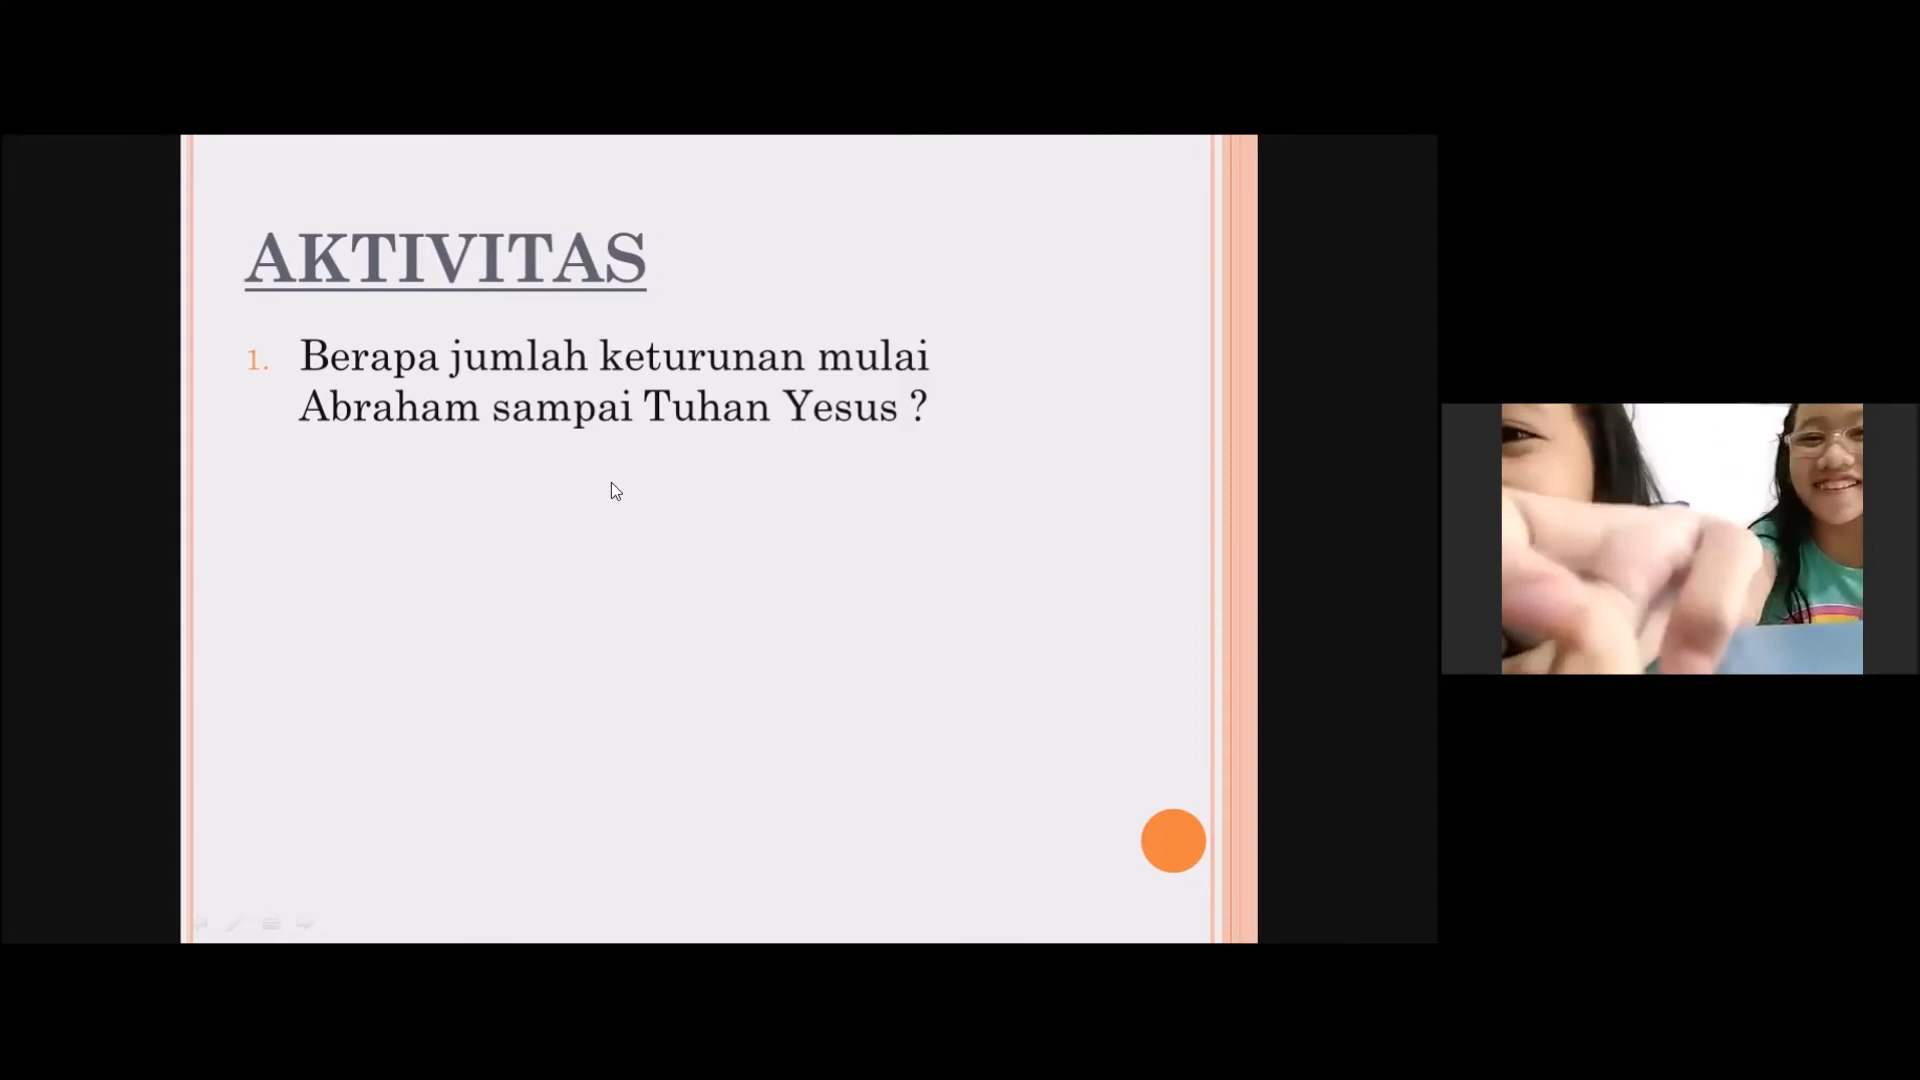 AKTIVITAS
1. Berapa jumlah keturunan mulai
Abraham sampai Tuhan Yesus ?